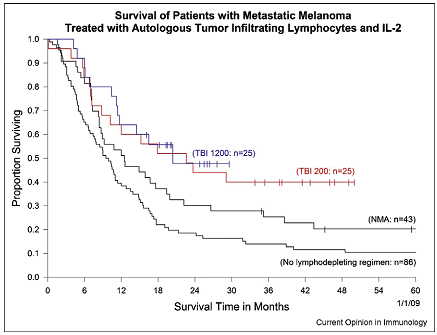 Survival of Patients with Metastatic Melanoma
Treated with Autologous Tumor Infiltrating Lymphocytes and IL-2
Proportion Surviving
1.0
0.9
0.8
0.7
0.6
0.5
0.4
0.3
0.2
0.1
0.0
(TBI 1200: n=25)
(TBI 200: n=25)
(NMA: n=43)
(No lymphodepleting regimen: n=86)
0 6 12 18 24 30 36 42 48 54 60
Survival Time in Months
1/1/09
Current Opinion in Immunology